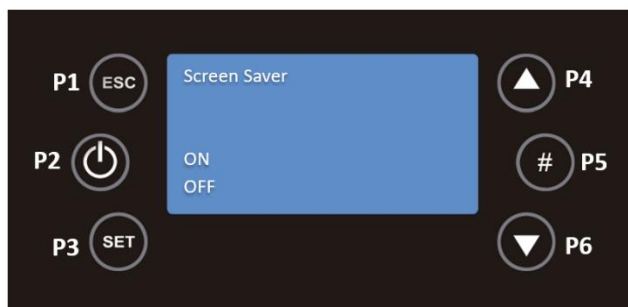 P1 ESC
Screen Saver
P4
P2
ON
# P5
OFF
P3 SET
P6